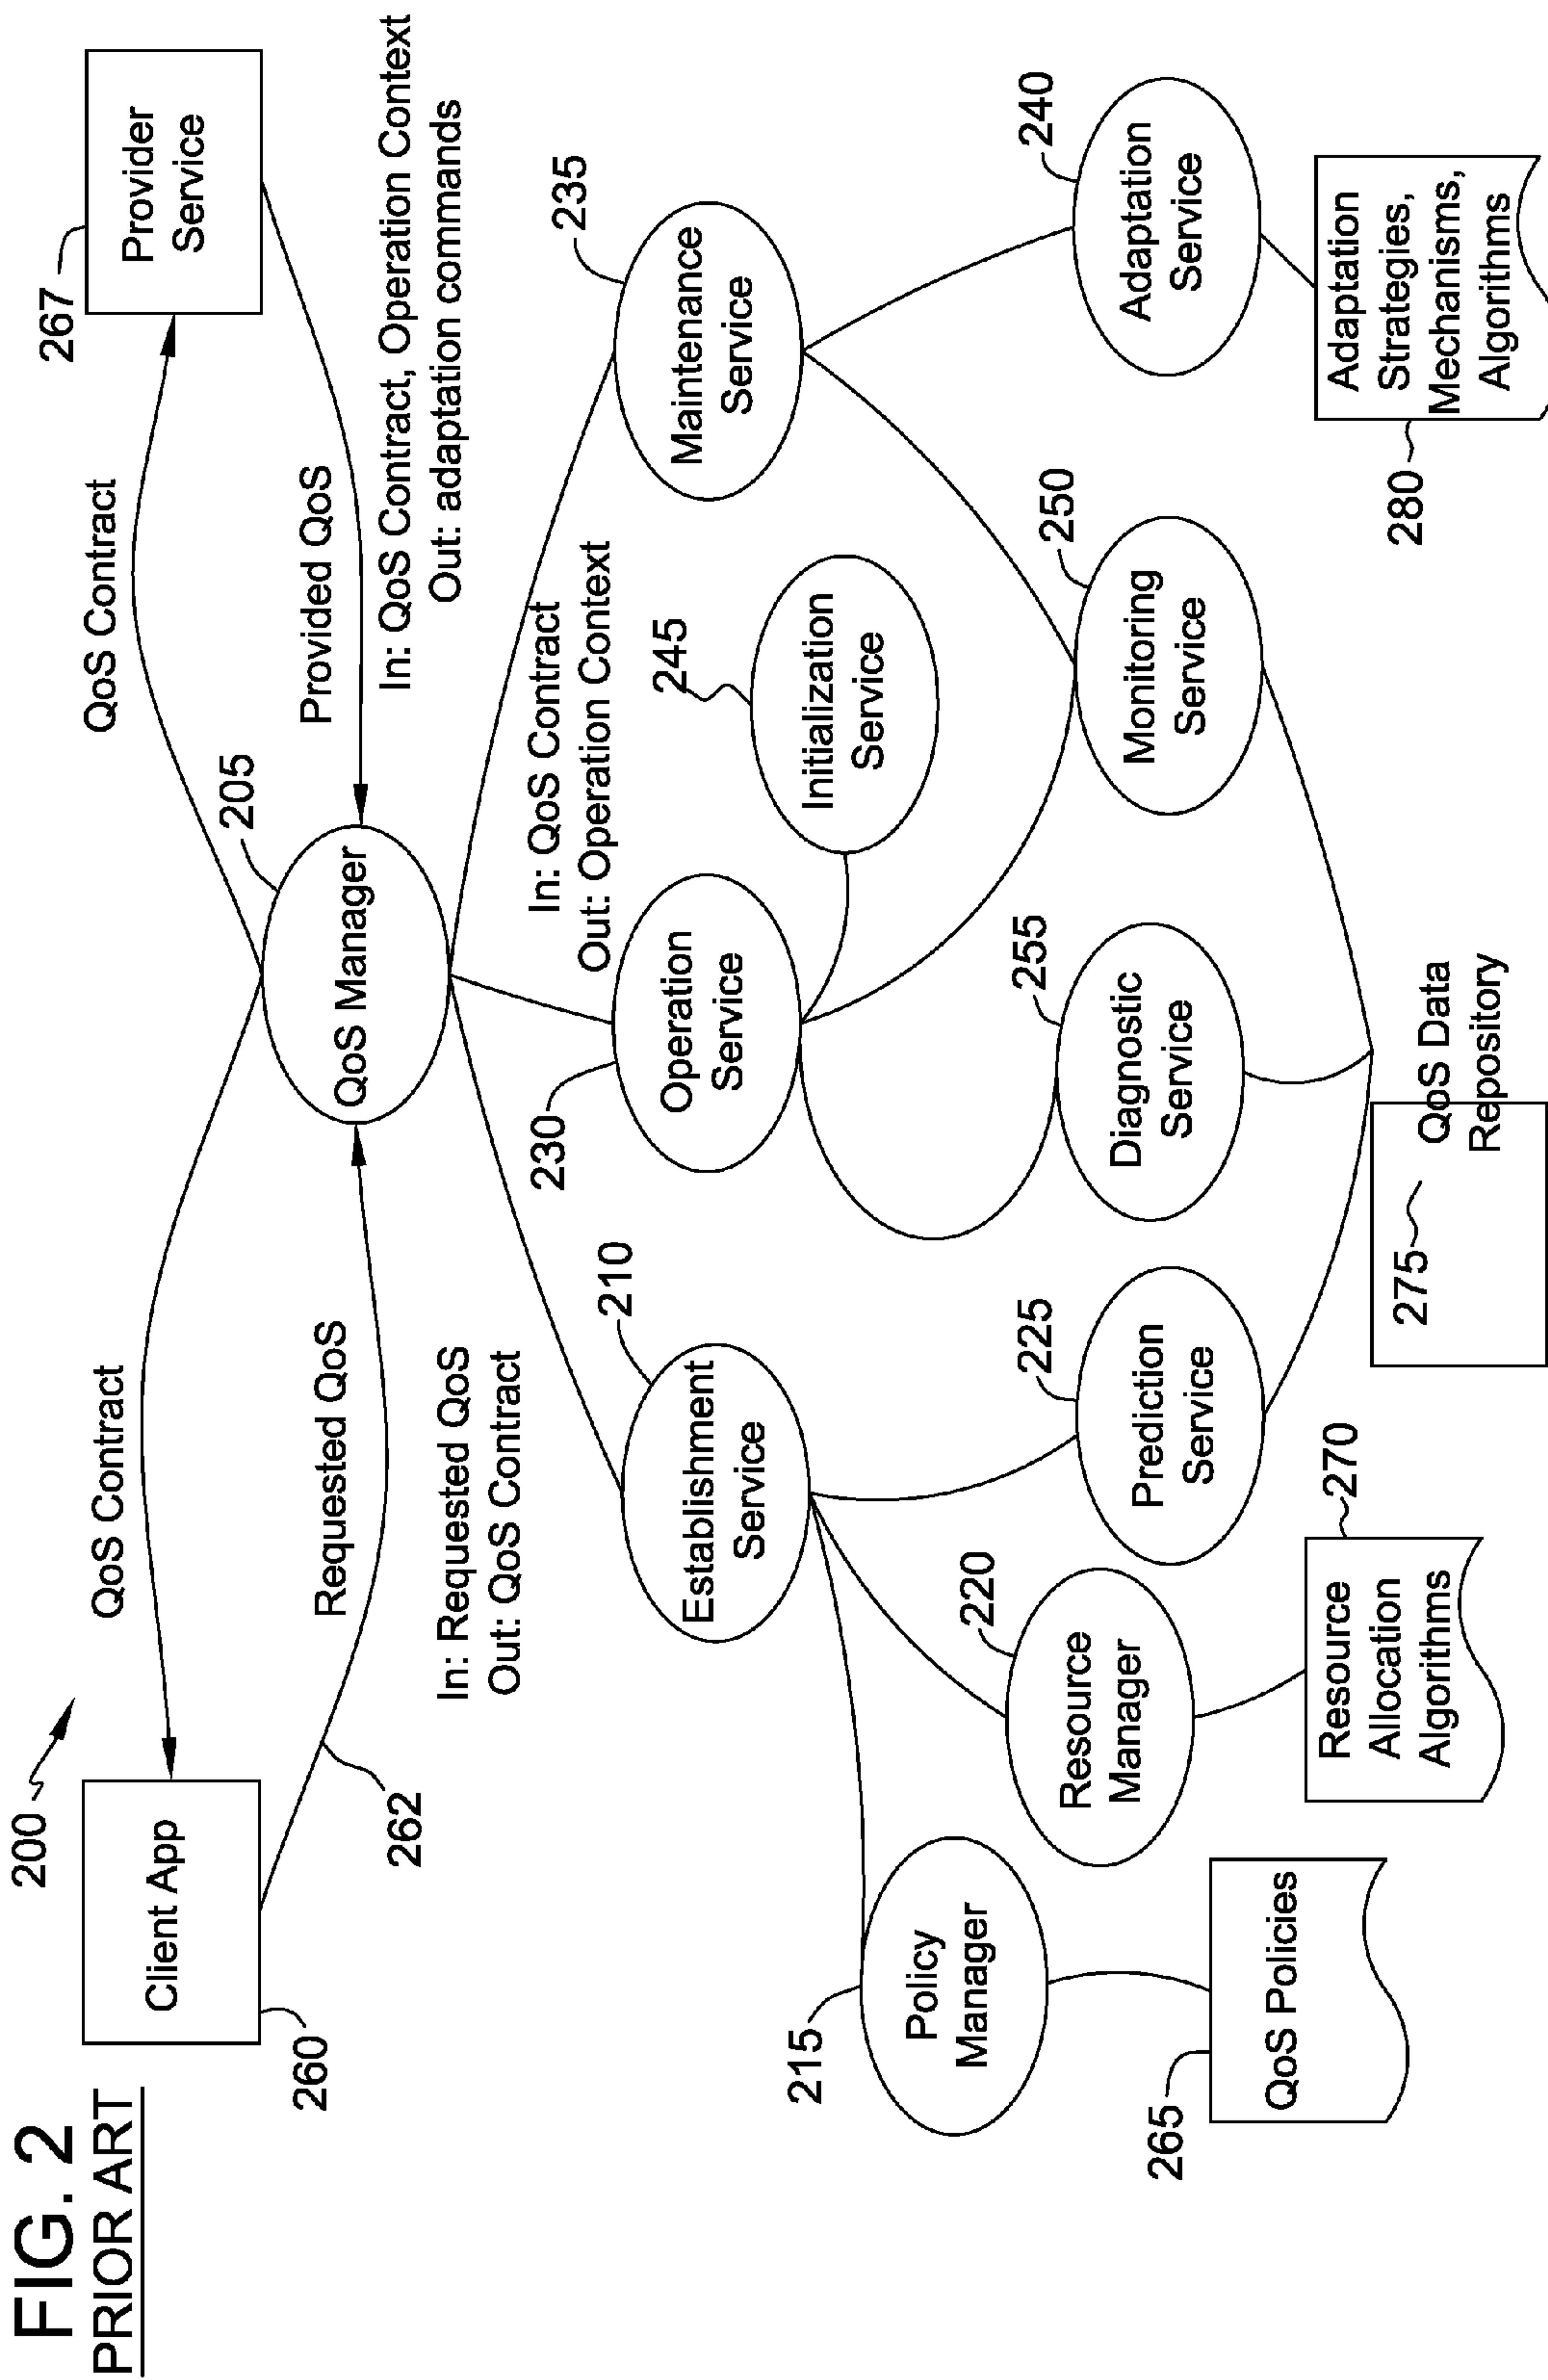 FIG. 2
PRIOR ART
200
Client App
260
262
QoS Contract
Requested QoS
In: Requested QoS
Out: QoS Contract
205
QoS Manager
QoS Contract
Provided QoS
267
Provider
Service
In: QoS Contract, Operation Context
Out: adaptation commands
210
Establishment
Service
230
Operation
Service
In: QoS Contract
Out: Operation Context
235
Maintenance
Service
245
Initialization
Service
215
Policy
Manager
220
Resource
Manager
225
Prediction
Service
255
Diagnostic
Service
250
Monitoring
Service
240
Adaptation
Service
265
QoS Policies
270
Resource
Allocation
Algorithms
275
QoS Data
Repository
280
Adaptation
Strategies,
Mechanisms,
Algorithms